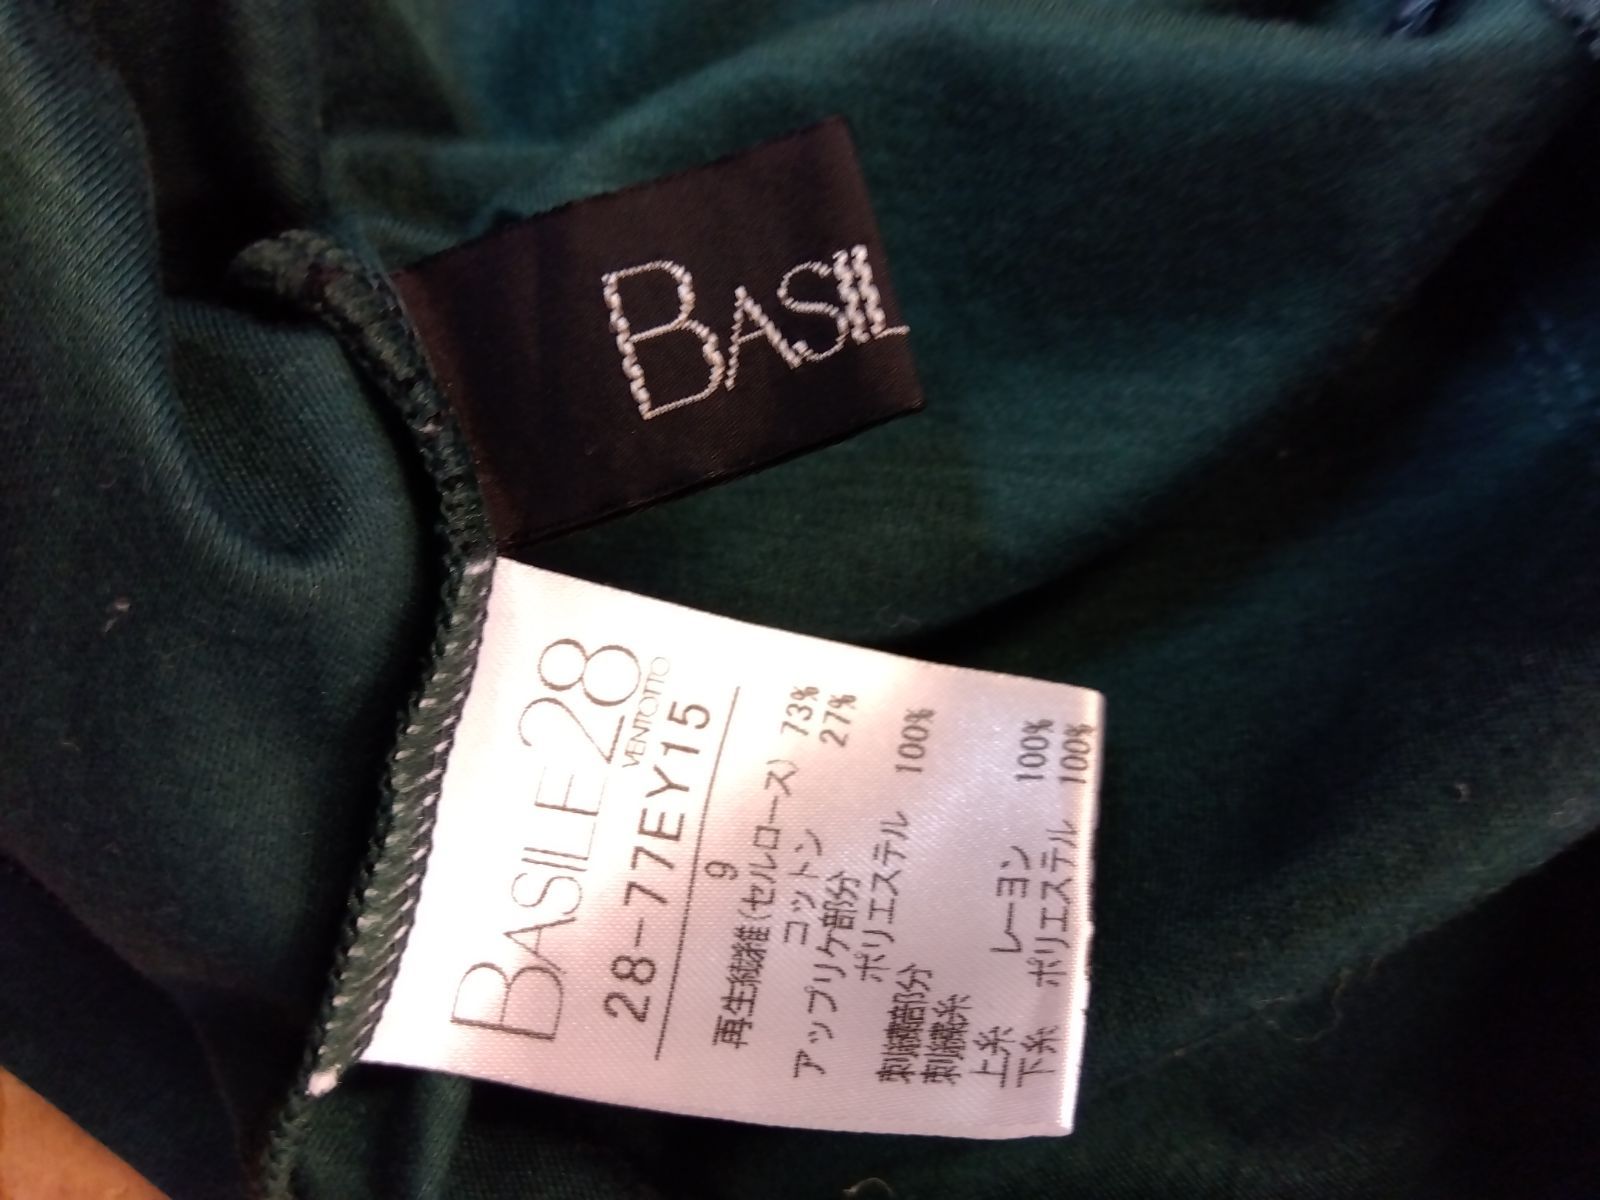 BASIL
BASILE28
VENTOTTO
28-77EY15
9
再生繊維(セルロース) 73%
コットン 27%
アップリケ部分
ポリエステル 100%
刺繍部分
刺繍糸
上糸 レーヨン 100%
下糸 ポリエステル 100%